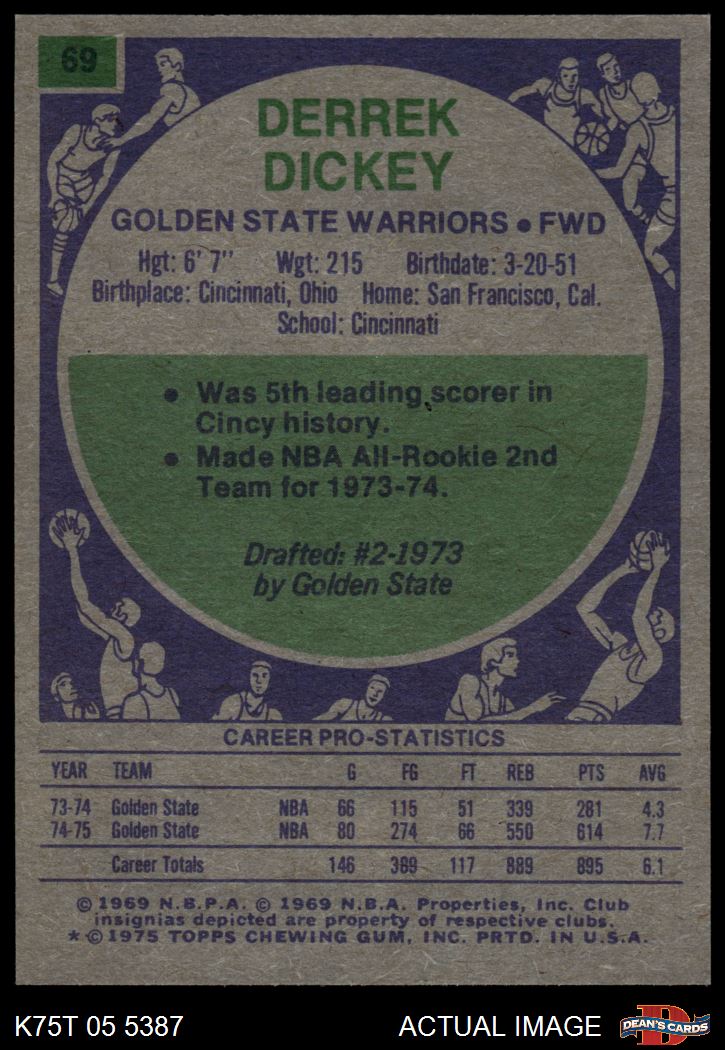 69
DERREK
DICKEY
GOLDEN STATE WARRIORS • FWD
Hgt: 6' 7" Wgt: 215 Birthdate: 3-20-51
Birthplace: Cincinnati, Ohio Home: San Francisco, Cal.
School: Cincinnati
• Was 5th leading scorer in
Cincy history.
• Made NBA All-Rookie 2nd
Team for 1973-74.
Drafted: #2-1973
by Golden State
CAREER PRO-STATISTICS
YEAR TEAM G FG FT REB PTS AVG
73-74 Golden State NBA 66 115 51 339 281 4.3
74-75 Golden State NBA 80 274 66 550 614 7.7
Career Totals 146 389 117 889 895 6.1
© 1969 N.B.P.A. © 1969 N.B.A. Properties, Inc. Club
insignias depicted are property of respective clubs.
* © 1975 TOPPS CHEWING GUM, INC. PRTD. IN U.S.A.
K75T 05 5387 ACTUAL IMAGE D DEAN'S CARDS